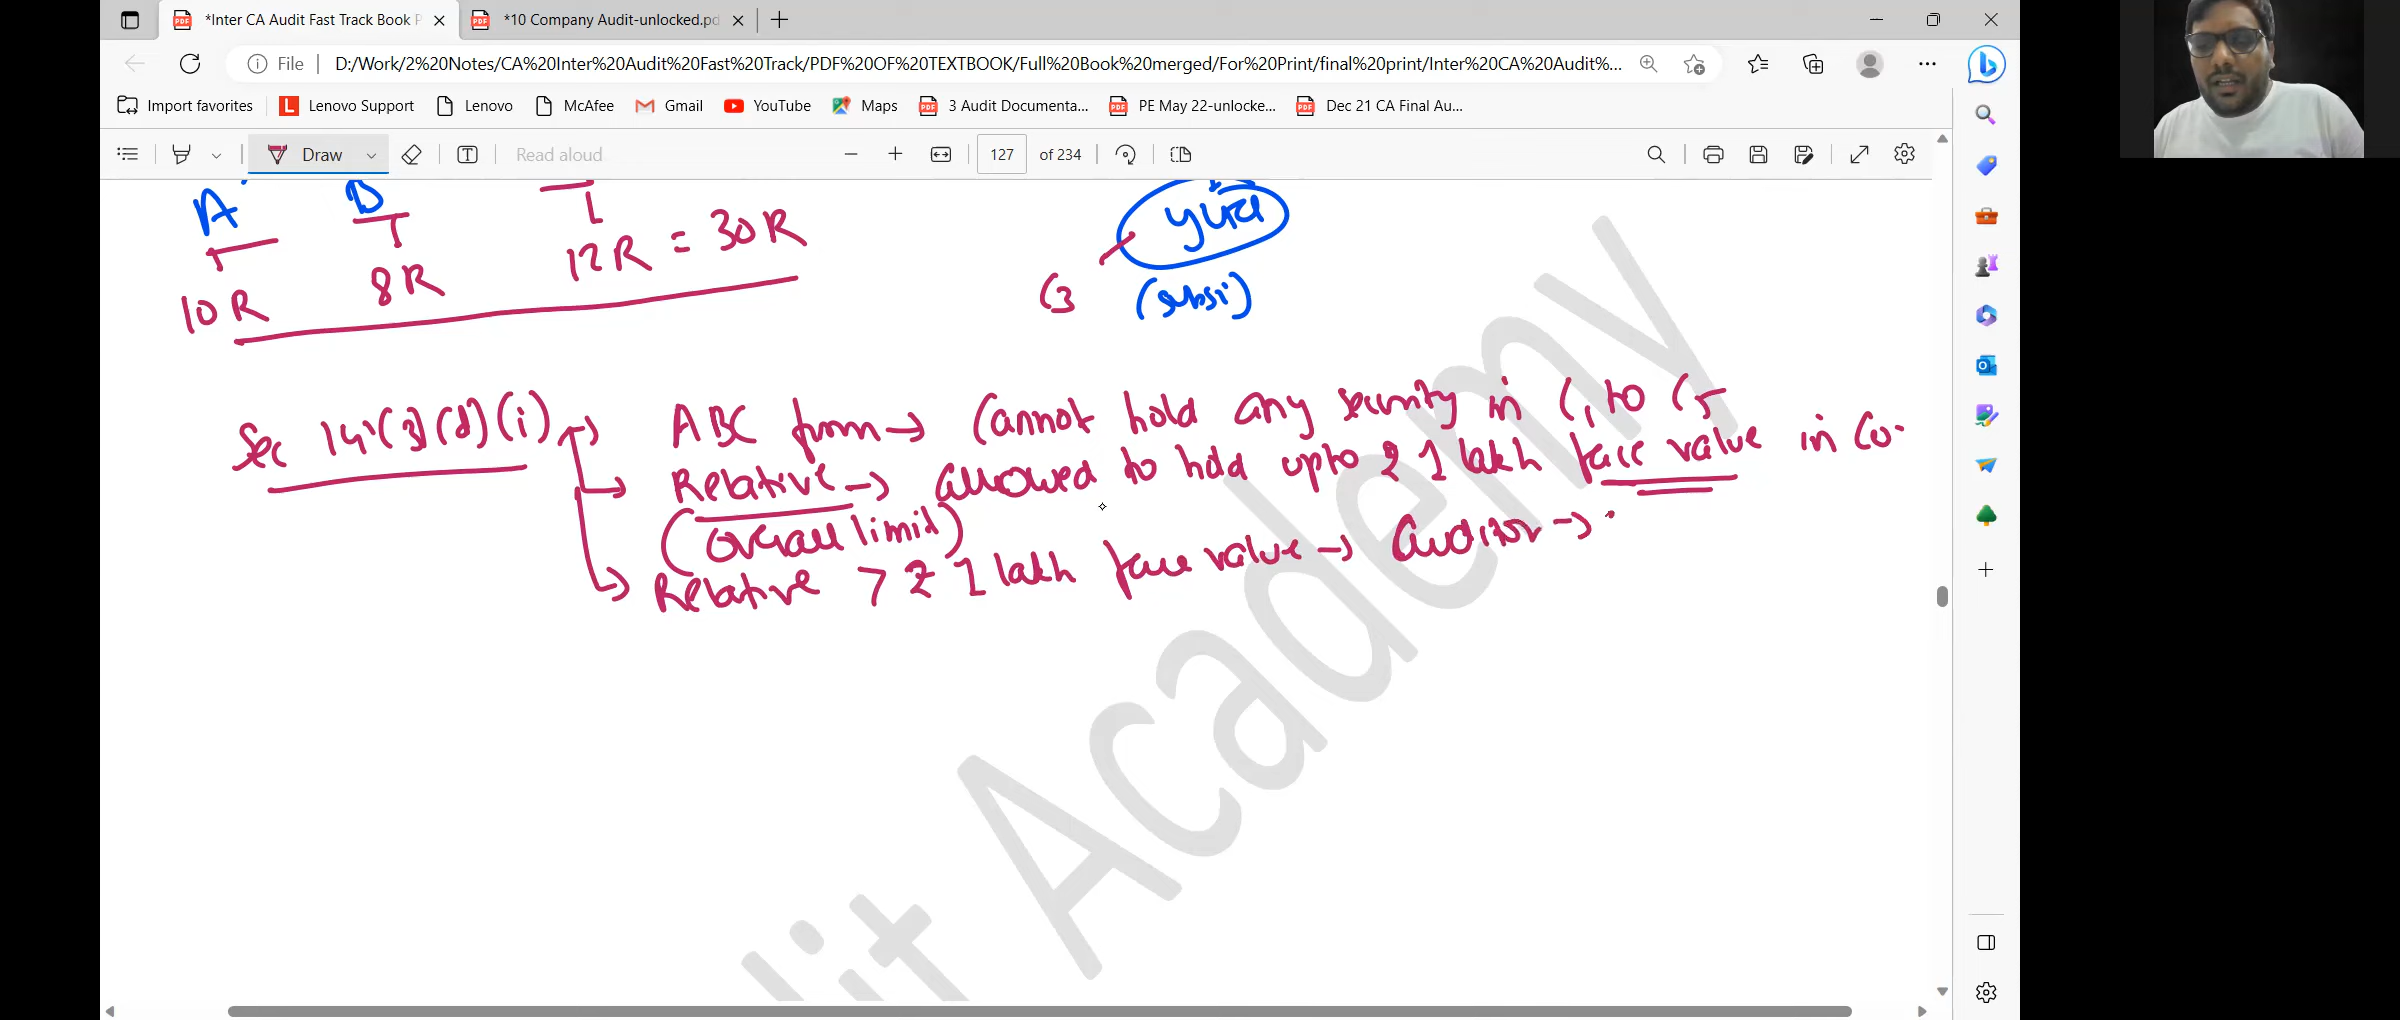 *Inter CA Audit Fast Track Book P
*10 Company Audit-unlocked.pd
File
D:/Work/2%20Notes/CA%20Inter%20Audit%20Fast%20Track/PDF%20OF%20TEXTBOOK/Full%20Book%20merged/For%20Print/final%20print/Inter%20CA%20Audit%...
Import favorites
Lenovo Support
Lenovo
McAfee
Gmail
YouTube
Maps
3 Audit Documenta...
PE May 22-unlocke...
Dec 21 CA Final Au...
Draw
Read aloud
127 of 234
A B
10R 8R 12R = 30R
(3
(subsi)
Sec 141(3)(d)(i) → ABC from → Cannot hold any security in C1 to C5
Relative → allowed to hold upto ₹ 1 lakh face value in Co.
(overall limit)
Relative > ₹ 1 lakh face value → auditor →
dit Academy